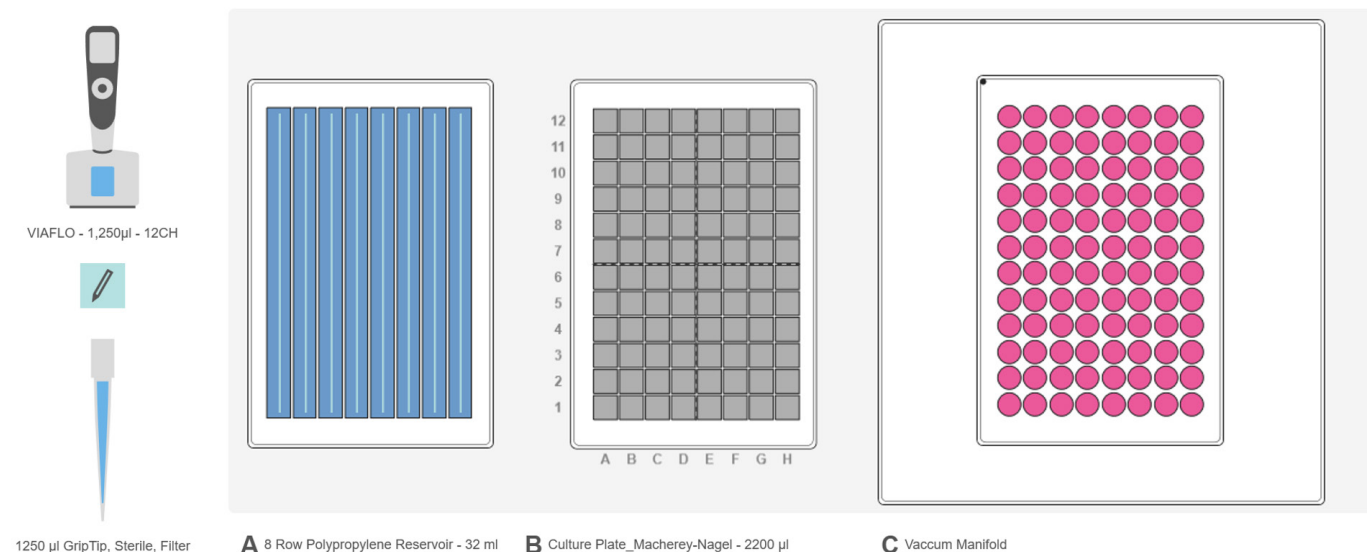 VIAFLO - 1,250µl - 12CH
1250 µl GripTip, Sterile, Filter
12
11
10
9
8
7
6
5
4
3
2
1
A B C D E F G H
A 8 Row Polypropylene Reservoir - 32 ml
B Culture Plate_Macherey-Nagel - 2200 µl
C Vaccum Manifold